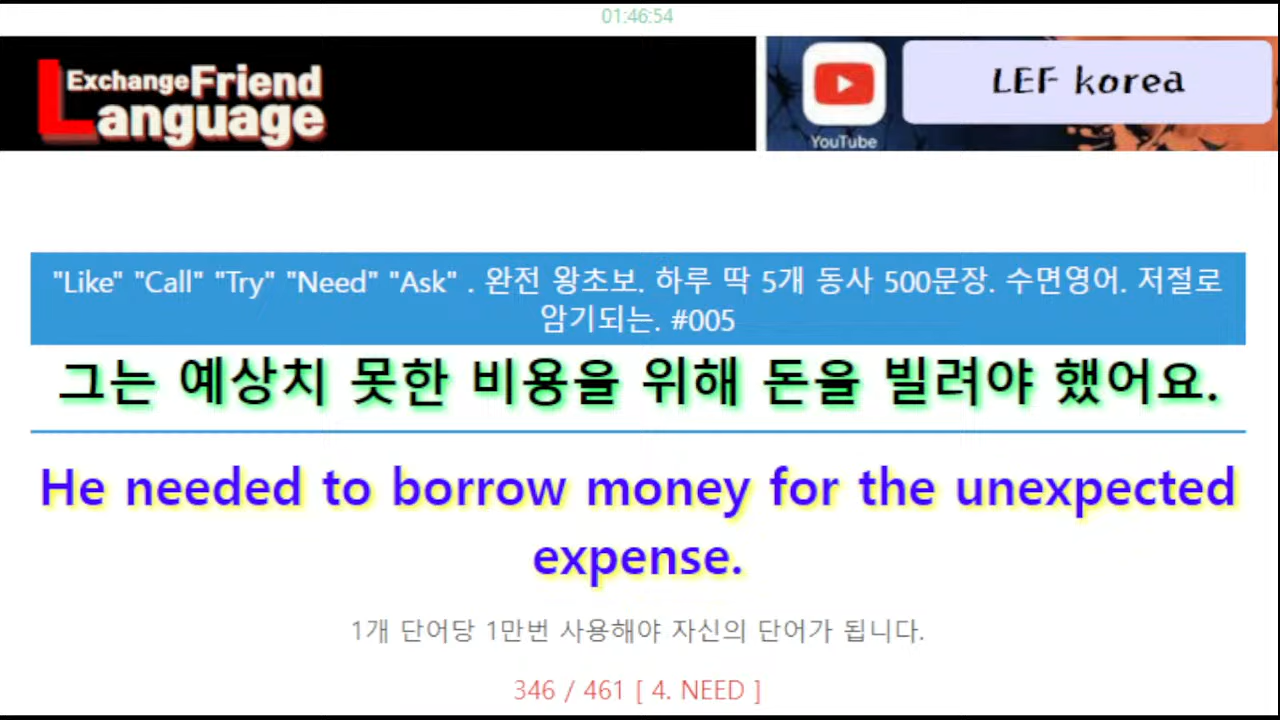 01:46:54
ExchangeFriend
Language
LEF korea
YouTube
"Like" "Call" "Try" "Need" "Ask" . 완전 왕초보. 하루 딱 5개 동사 500문장. 수면영어. 저절로
암기되는. #005
그는 예상치 못한 비용을 위해 돈을 빌려야 했어요.
He needed to borrow money for the unexpected
expense.
1개 단어당 1만번 사용해야 자신의 단어가 됩니다.
346 / 461 [ 4. NEED ]